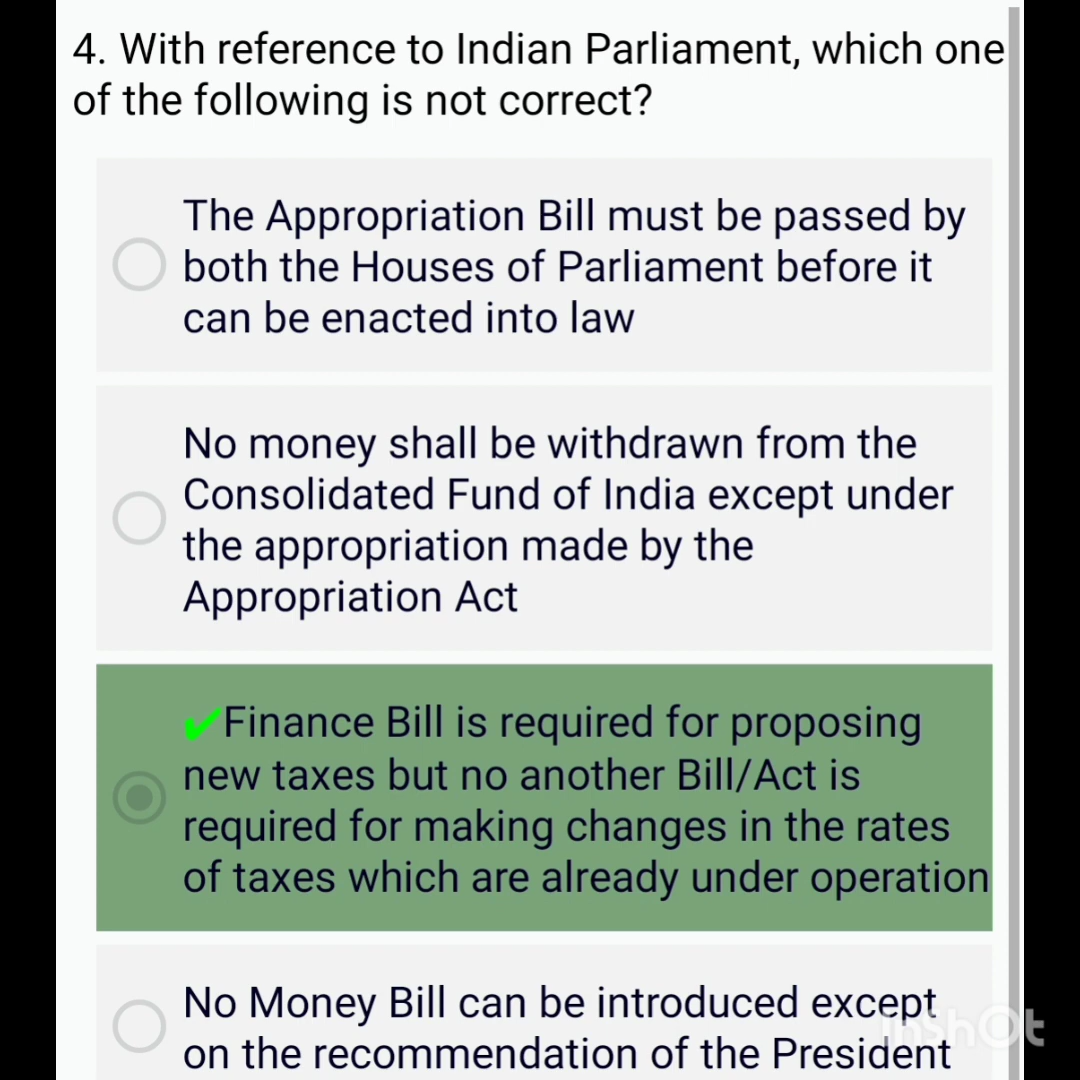 4. With reference to Indian Parliament, which one
of the following is not correct?
The Appropriation Bill must be passed by
both the Houses of Parliament before it
can be enacted into law
No money shall be withdrawn from the
Consolidated Fund of India except under
the appropriation made by the
Appropriation Act
✔Finance Bill is required for proposing
new taxes but no another Bill/Act is
required for making changes in the rates
of taxes which are already under operation
No Money Bill can be introduced except
on the recommendation of the President
InShOt